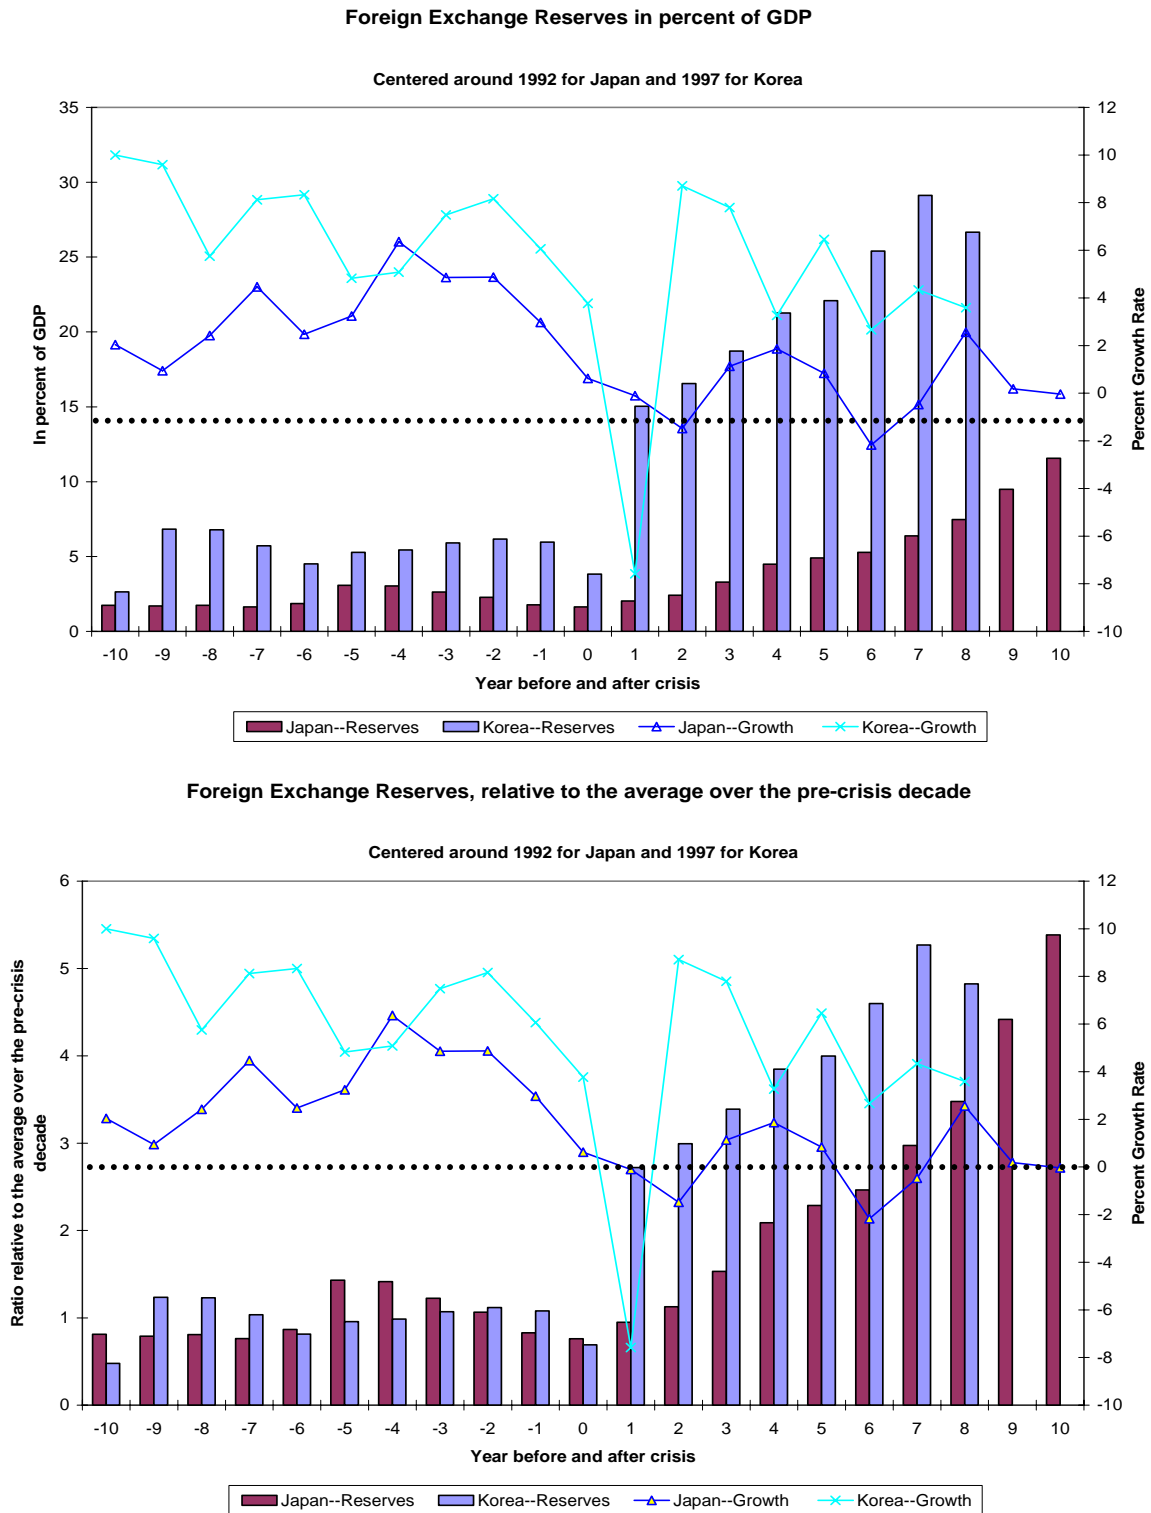 Foreign Exchange Reserves in percent of GDP
Centered around 1992 for Japan and 1997 for Korea
35
30
25
20
15
10
5
0
In percent of GDP
12
10
8
6
4
2
0
-2
-4
-6
-8
-10
Percent Growth Rate
-10 -9 -8 -7 -6 -5 -4 -3 -2 -1 0 1 2 3 4 5 6 7 8 9 10
Year before and after crisis
Japan--Reserves Korea--Reserves Japan--Growth Korea--Growth
Foreign Exchange Reserves, relative to the average over the pre-crisis decade
Centered around 1992 for Japan and 1997 for Korea
6
5
4
3
2
1
0
Ratio relative to the average over the pre-crisis
decade
12
10
8
6
4
2
0
-2
-4
-6
-8
-10
Percent Growth Rate
-10 -9 -8 -7 -6 -5 -4 -3 -2 -1 0 1 2 3 4 5 6 7 8 9 10
Year before and after crisis
Japan--Reserves Korea--Reserves Japan--Growth Korea--Growth